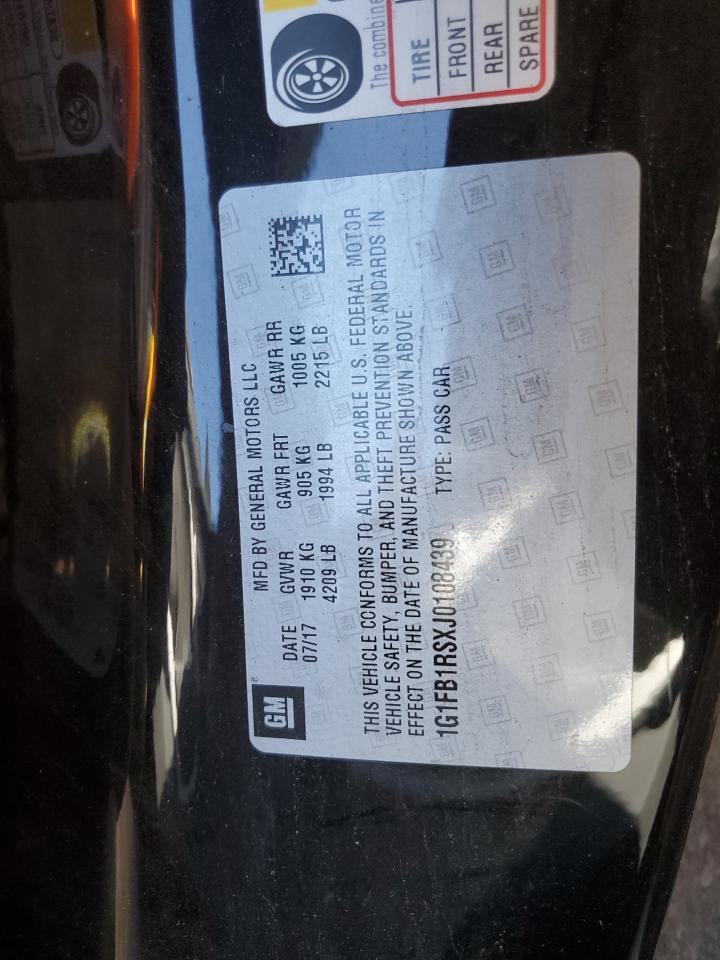 The combine
TIRE
FRONT
REAR
SPARE
GM
MFD BY GENERAL MOTORS LLC
DATE GVWR GAWR FRT GAWR RR
07/17 1910 KG 905 KG 1005 KG
4209 LB 1994 LB 2215 LB
THIS VEHICLE CONFORMS TO ALL APPLICABLE U.S. FEDERAL MOTOR
VEHICLE SAFETY, BUMPER, AND THEFT PREVENTION STANDARDS IN
EFFECT ON THE DATE OF MANUFACTURE SHOWN ABOVE.
1G1FB1RSXJ0108439 TYPE: PASS CAR